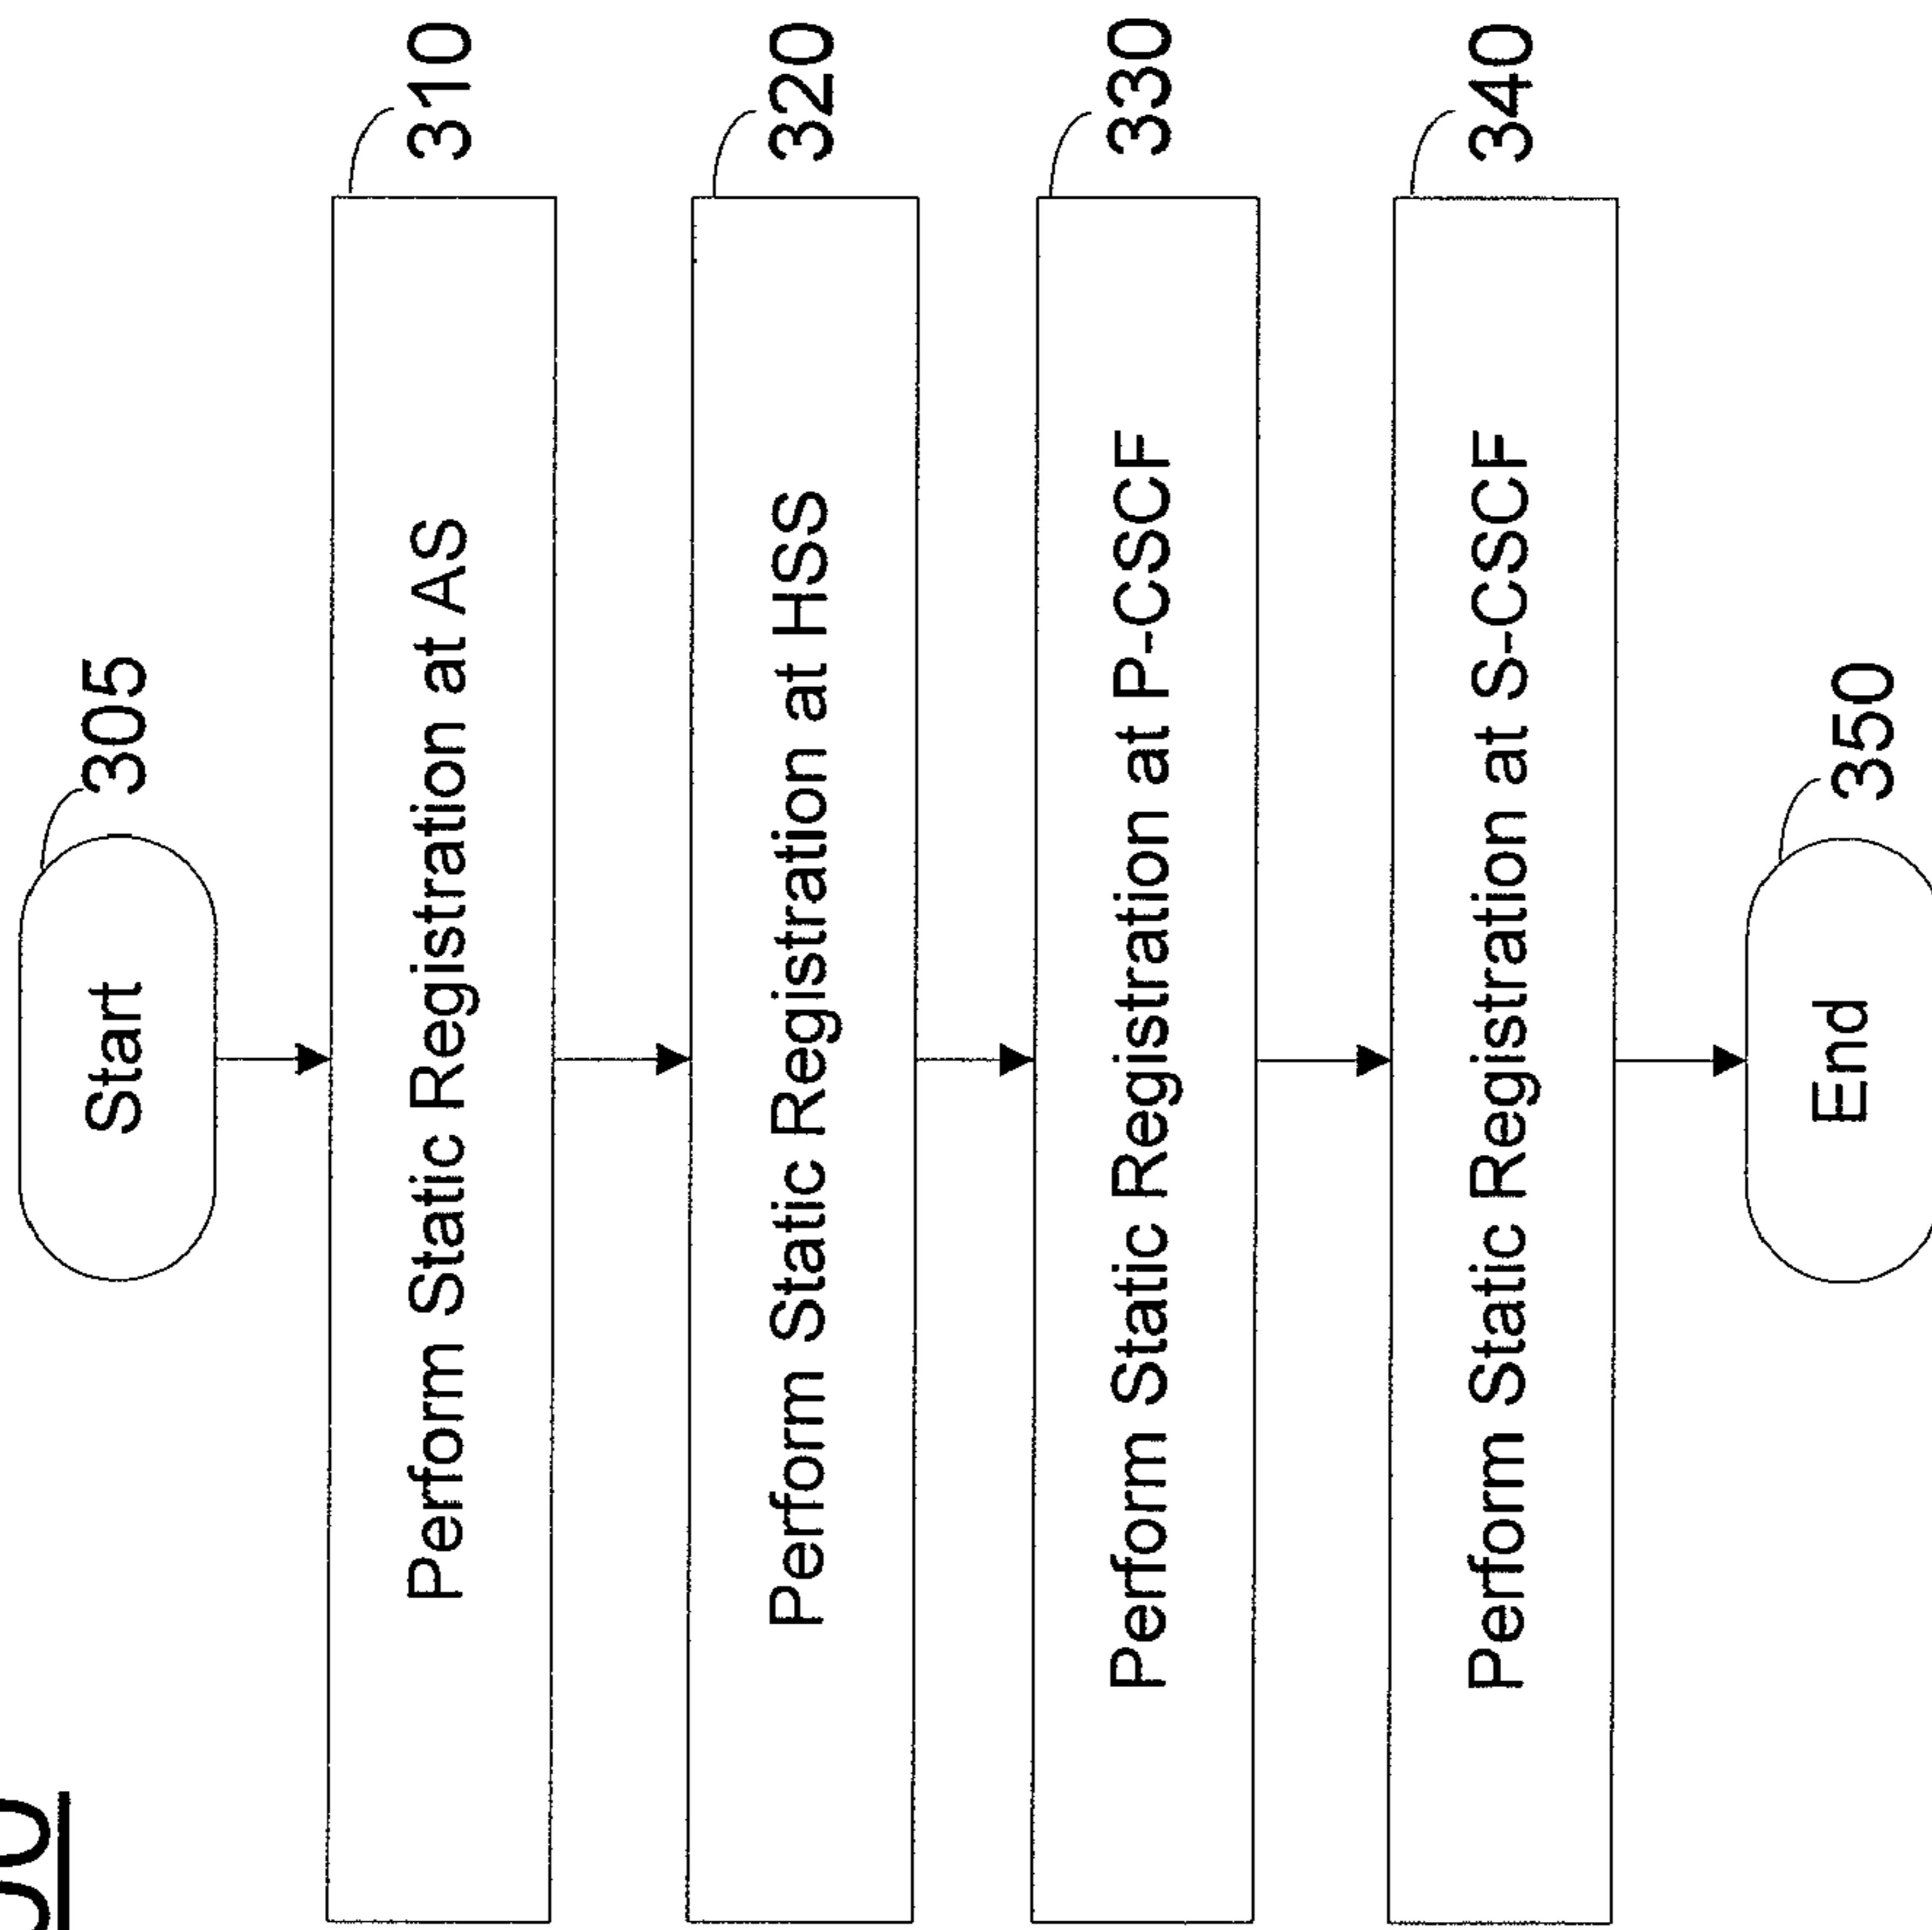 305
Start
310
Perform Static Registration at AS
320
Perform Static Registration at HSS
330
Perform Static Registration at P-CSCF
340
Perform Static Registration at S-CSCF
350
End